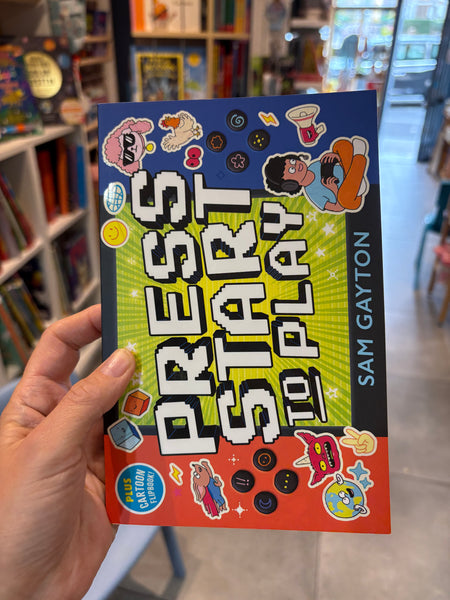 PRESS
START
TO PLAY
SAM GAYTON
PLUS
CARTOON
FLIPBOOK!